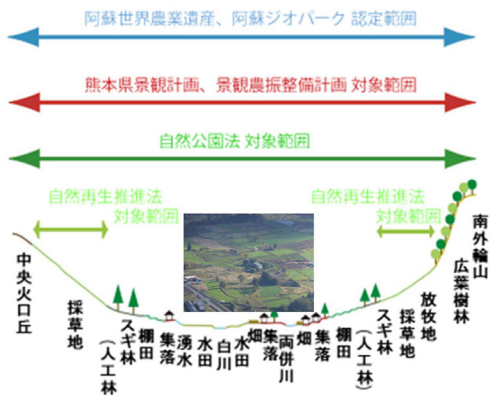 阿蘇世界農業遺産、阿蘇ジオパーク 認定範囲
熊本県景観計画、景観農振整備計画 対象範囲
自然公園法 対象範囲
自然再生推進法
対象範囲
自然再生推進法
対象範囲
中央火口丘
採草地
スギ林
(人工林)
棚田
集落
湧水
水田
白川
水田
畑
集落
両併川
畑
集落
棚田
スギ林
(人工林)
採草地
放牧地
広葉樹林
南外輪山